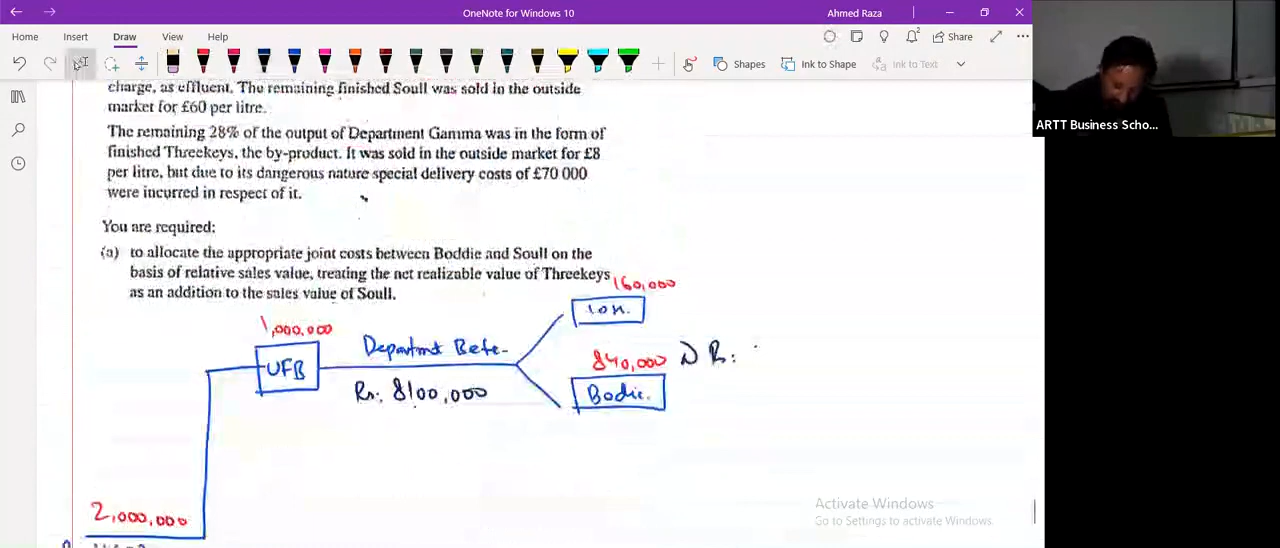 OneNote for Windows 10
Ahmed Raza
Home Insert Draw View Help
Share
Shapes
Ink to Shape
Ink to Text
ARTT Business Scho...
charge, as effluent. The remaining finished Soull was sold in the outside
market for £60 per litre.
The remaining 28% of the output of Department Gamma was in the form of
finished Threekeys, the by-product. It was sold in the outside market for £8
per litre, but due to its dangerous nature special delivery costs of £70 000
were incurred in respect of it.
You are required:
(a) to allocate the appropriate joint costs between Boddie and Soull on the
basis of relative sales value, treating the net realizable value of Threekeys
as an addition to the sales value of Soull.
160,000
1,000,000
UFB
Department Beta
Rs: 8100,000
840,000
Bodie.
2,000,000
Activate Windows
Go to Settings to activate Windows.